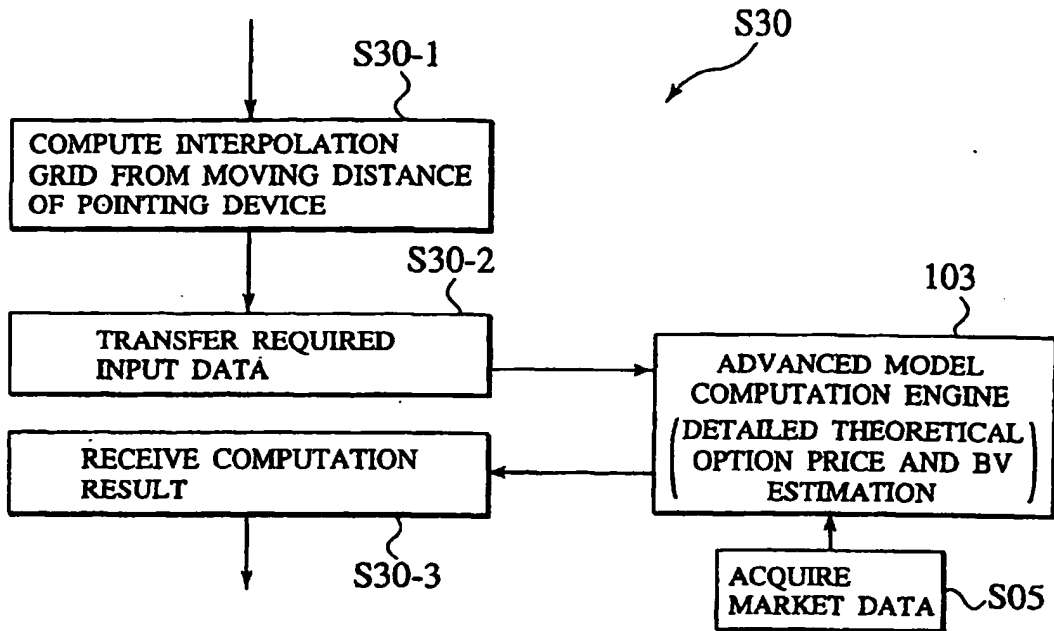 S30
S30-1
COMPUTE INTERPOLATION
GRID FROM MOVING DISTANCE
OF POINTING DEVICE
S30-2
TRANSFER REQUIRED
INPUT DATA
103
ADVANCED MODEL
COMPUTATION ENGINE
(DETAILED THEORETICAL
OPTION PRICE AND BV
ESTIMATION)
RECEIVE COMPUTATION
RESULT
S30-3
ACQUIRE
MARKET DATA
S05